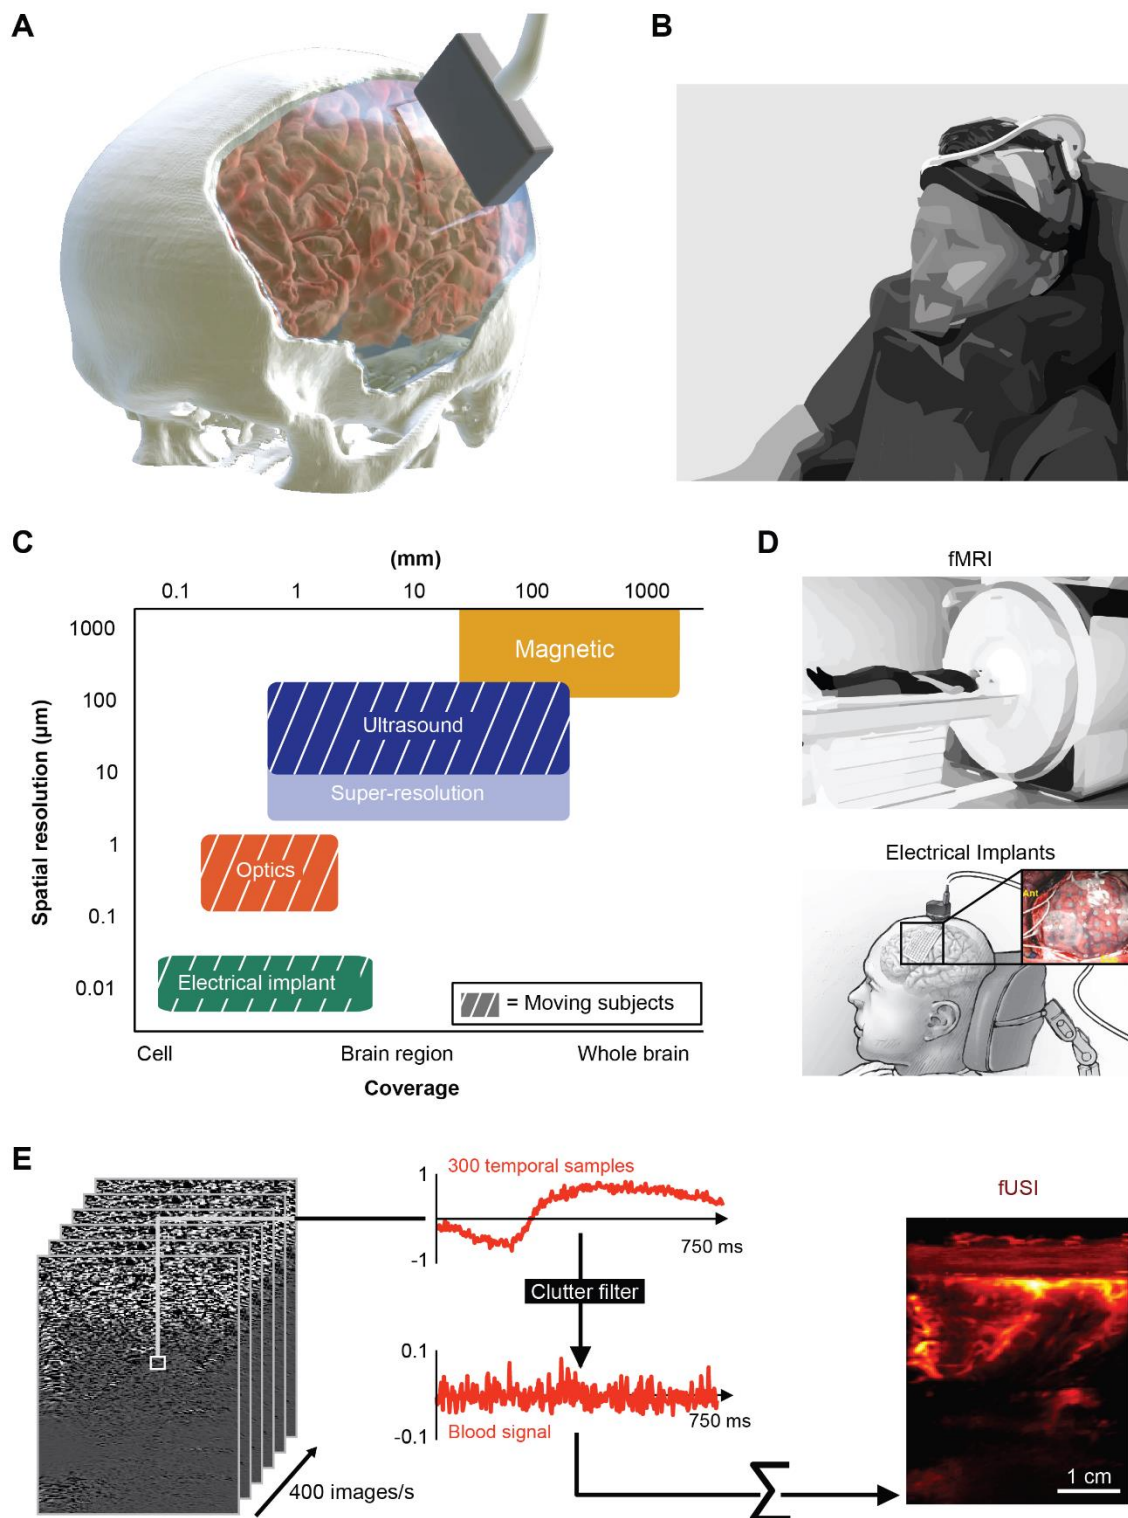 A
B
C
(mm)
0.1 1 10 100 1000
Spatial resolution (µm)
1000
100
10
1
0.1
0.01
Magnetic
Ultrasound
Super-resolution
Optics
Electrical implant
= Moving subjects
Cell Brain region Whole brain
Coverage
D
fMRI
Electrical Implants
Ant
E
400 images/s
1
300 temporal samples
-1
750 ms
Clutter filter
0.1
-0.1
Blood signal
750 ms
Σ
fUSI
1 cm